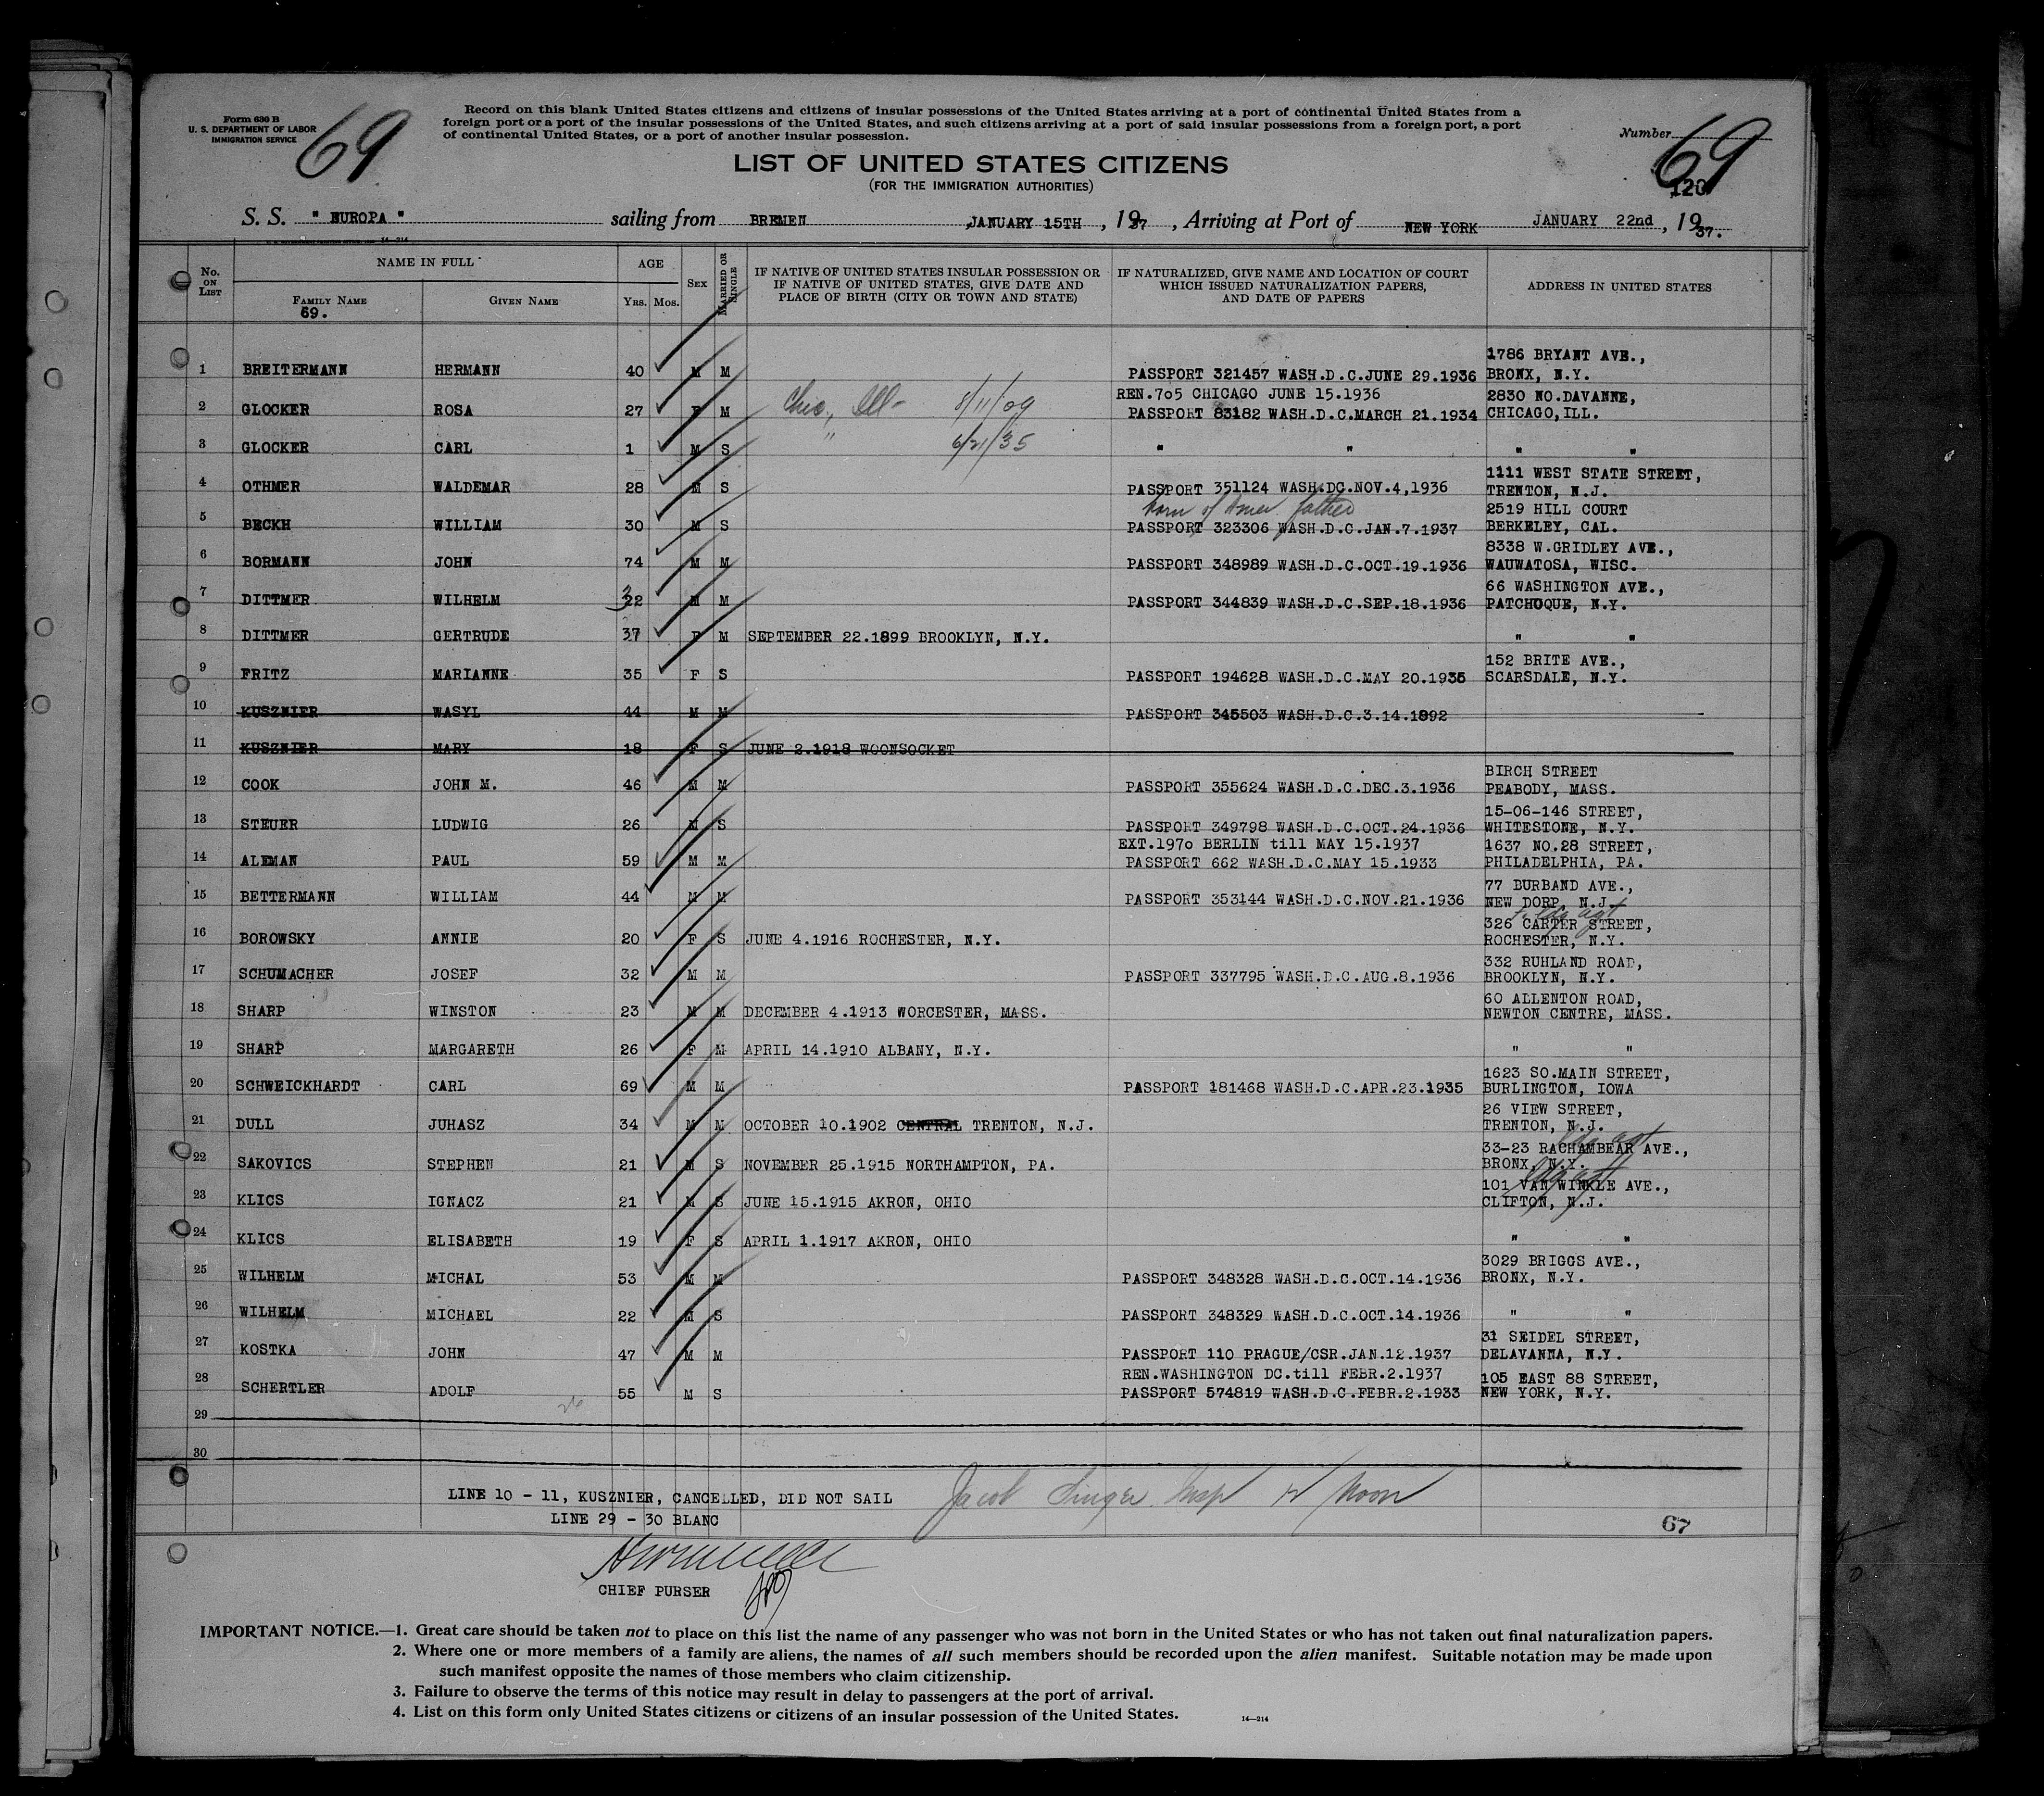 Form 630 B
U. S. DEPARTMENT OF LABOR
IMMIGRATION SERVICE
69
Record on this blank United States citizens and citizens of insular possessions of the United States arriving at a port of continental United States from a
foreign port or a port of the insular possessions of the United States, and such citizens arriving at a port of said insular possessions from a foreign port, a port
of continental United States, or a port of another insular possession.
Number 69
120
LIST OF UNITED STATES CITIZENS
(FOR THE IMMIGRATION AUTHORITIES)
S. S. " EUROPA " sailing from BREMEN JANUARY 15TH , 1937 , Arriving at Port of NEW YORK JANUARY 22nd , 1937.
14—214
No. ON LIST NAME IN FULL AGE SEX MARRIED OR SINGLE IF NATIVE OF UNITED STATES INSULAR POSSESSION OR IF NATIVE OF UNITED STATES, GIVE DATE AND PLACE OF BIRTH (CITY OR TOWN AND STATE) IF NATURALIZED, GIVE NAME AND LOCATION OF COURT WHICH ISSUED NATURALIZATION PAPERS, AND DATE OF PAPERS ADDRESS IN UNITED STATES
FAMILY NAME GIVEN NAME YRS. MOS.
69.
1786 BRYANT AVE.,
1 BREITERMANN HERMANN 40 M M PASSPORT 321457 WASH.D.C.JUNE 29.1936 BRONX, N.Y.
REN.705 CHICAGO JUNE 15.1936 2830 NO.DAVANNE,
2 GLOCKER ROSA 27 F M Chic., Ill- 8/11/09 PASSPORT 83182 WASH.D.C.MARCH 21.1934 CHICAGO,ILL.
3 GLOCKER CARL 1 M S " 6/21/35 " " " "
1111 WEST STATE STREET,
4 OTHMER WALDEMAR 28 M S PASSPORT 351124 WASH.DC.NOV.4,1936 TRENTON, N.J.
born of Amer. father 2519 HILL COURT
5 BECKH WILLIAM 30 M S PASSPORT 323306 WASH.D.C.JAN.7.1937 BERKELEY, CAL.
8338 W.GRIDLEY AVE.,
6 BORMANN JOHN 74 M M PASSPORT 348989 WASH.D.C.OCT.19.1936 WAUWATOSA, WISC.
66 WASHINGTON AVE.,
7 DITTMER WILHELM 32 M M PASSPORT 344839 WASH.D.C.SEP.18.1936 PATCHOQUE, N.Y.
8 DITTMER GERTRUDE 37 F M SEPTEMBER 22.1899 BROOKLYN, N.Y. " "
152 BRITE AVE.,
9 FRITZ MARIANNE 35 F S PASSPORT 194628 WASH.D.C.MAY 20.1935 SCARSDALE, N.Y.
10 KUSZNIER WASYL 44 M M PASSPORT 345503 WASH.D.C.3.14.1892
11 KUSZNIER MARY 18 F S JUNE 2.1918 WOONSOCKET
BIRCH STREET
12 COOK JOHN M. 46 M M PASSPORT 355624 WASH.D.C.DEC.3.1936 PEABODY, MASS.
15-06-146 STREET,
13 STEUER LUDWIG 26 M S PASSPORT 349798 WASH.D.C.OCT.24.1936 WHITESTONE, N.Y.
EXT.1970 BERLIN till MAY 15.1937 1637 NO.28 STREET,
14 ALEMAN PAUL 59 M M PASSPORT 662 WASH.D.C.MAY 15.1933 PHILADELPHIA, PA.
77 BURBAND AVE.,
15 BETTERMANN WILLIAM 44 M M PASSPORT 353144 WASH.D.C.NOV.21.1936 NEW DORP, N.J.
326 CARTER STREET,
16 BOROWSKY ANNIE 20 F S JUNE 4.1916 ROCHESTER, N.Y. ROCHESTER, N.Y.
332 RUHLAND ROAD,
17 SCHUMACHER JOSEF 32 M M PASSPORT 337795 WASH.D.C.AUG.8.1936 BROOKLYN, N.Y.
60 ALLENTON ROAD,
18 SHARP WINSTON 23 M M DECEMBER 4.1913 WORCESTER, MASS. NEWTON CENTRE, MASS.
19 SHARP MARGARETH 26 F M APRIL 14.1910 ALBANY, N.Y. " "
1623 SO.MAIN STREET,
20 SCHWEICKHARDT CARL 69 M M PASSPORT 181468 WASH.D.C.APR.23.1935 BURLINGTON, IOWA
26 VIEW STREET,
21 DULL JUHASZ 34 M M OCTOBER 10.1902 CENTRAL TRENTON, N.J. TRENTON, N.J.
33-23 RACHAMBEAR AVE.,
22 SAKOVICS STEPHEN 21 M S NOVEMBER 25.1915 NORTHAMPTON, PA. BRONX, N.Y.
101 VAN WINKLE AVE.,
23 KLICS IGNACZ 21 M S JUNE 15.1915 AKRON, OHIO CLIFTON, N.J.
24 KLICS ELISABETH 19 F S APRIL 1.1917 AKRON, OHIO " "
3029 BRIGGS AVE.,
25 WILHELM MICHAL 53 M M PASSPORT 348328 WASH.D.C.OCT.14.1936 BRONX, N.Y.
26 WILHELM MICHAEL 22 M S PASSPORT 348329 WASH.D.C.OCT.14.1936 " "
31 SEIDEL STREET,
27 KOSTKA JOHN 47 M M PASSPORT 110 PRAGUE/CSR.JAN.12.1937 DELAVANNA, N.Y.
REN.WASHINGTON DC.till FEBR.2.1937 105 EAST 88 STREET,
28 SCHERTLER ADOLF 55 M S PASSPORT 574819 WASH.D.C.FEBR.2.1933 NEW YORK, N.Y.
29
30
LINE 10 - 11, KUSZNIER, CANCELLED, DID NOT SAIL Jacob Singer Insp
LINE 29 - 30 BLANC
67
CHIEF PURSER
IMPORTANT NOTICE.—1. Great care should be taken not to place on this list the name of any passenger who was not born in the United States or who has not taken out final naturalization papers.
2. Where one or more members of a family are aliens, the names of all such members should be recorded upon the alien manifest. Suitable notation may be made upon
such manifest opposite the names of those members who claim citizenship.
3. Failure to observe the terms of this notice may result in delay to passengers at the port of arrival.
4. List on this form only United States citizens or citizens of an insular possession of the United States. 14—214